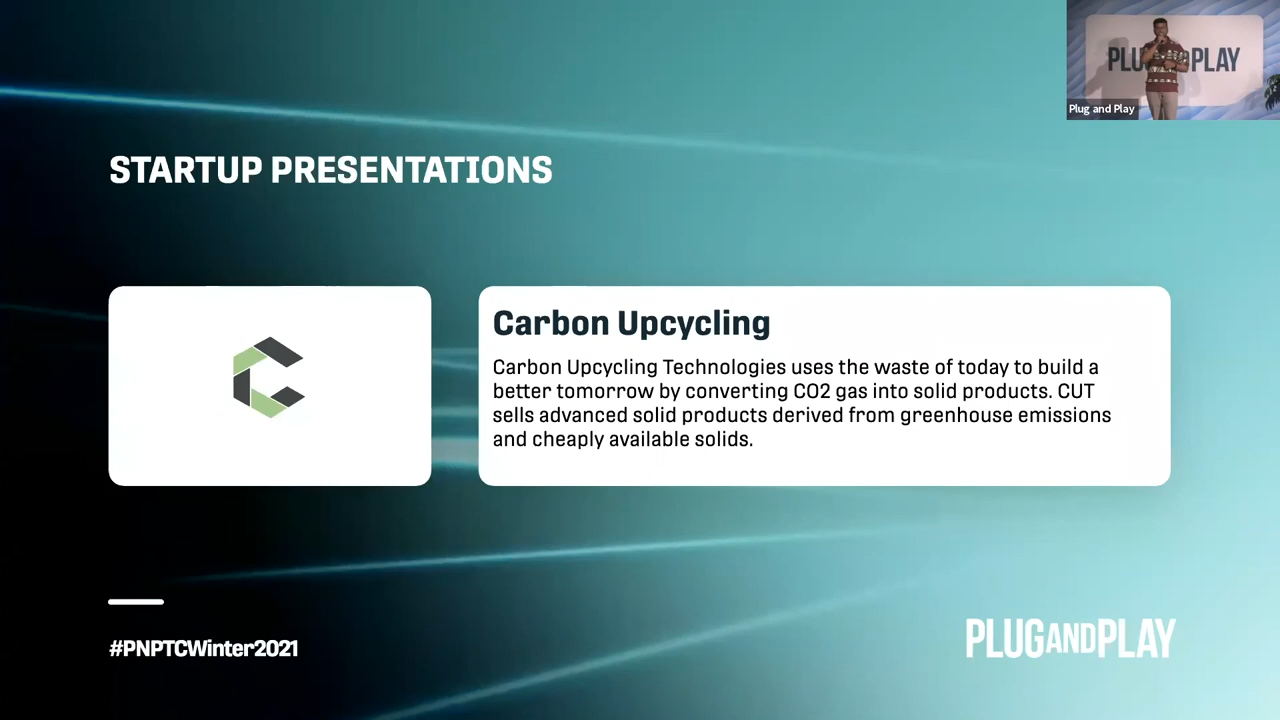 PLUG AND PLAY
Plug and Play
STARTUP PRESENTATIONS
Carbon Upcycling
Carbon Upcycling Technologies uses the waste of today to build a
better tomorrow by converting CO2 gas into solid products. CUT
sells advanced solid products derived from greenhouse emissions
and cheaply available solids.
#PNPTCWinter2021
PLUGANDPLAY